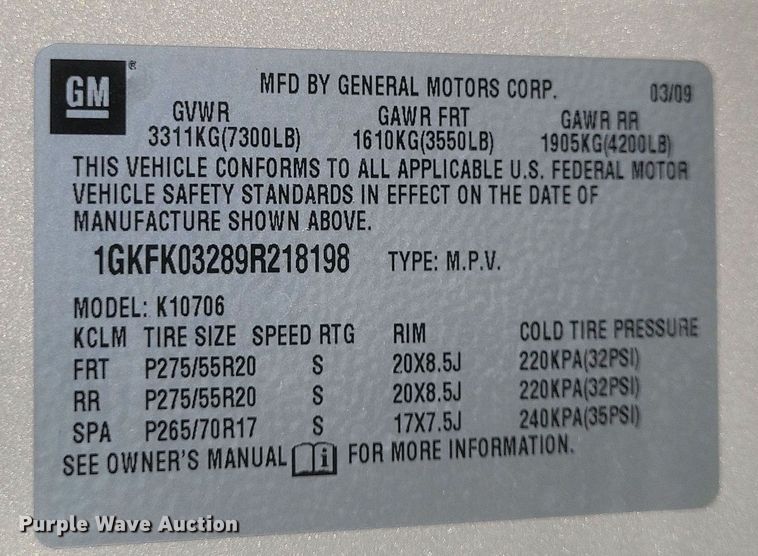 GM ® MFD BY GENERAL MOTORS CORP. 03/09
GVWR GAWR FRT GAWR RR
3311KG(7300LB) 1610KG(3550LB) 1905KG(4200LB)
THIS VEHICLE CONFORMS TO ALL APPLICABLE U.S. FEDERAL MOTOR
VEHICLE SAFETY STANDARDS IN EFFECT ON THE DATE OF
MANUFACTURE SHOWN ABOVE.
1GKFK03289R218198 TYPE: M.P.V.
MODEL: K10706
KCLM TIRE SIZE SPEED RTG RIM COLD TIRE PRESSURE
FRT P275/55R20 S 20X8.5J 220KPA(32PSI)
RR P275/55R20 S 20X8.5J 220KPA(32PSI)
SPA P265/70R17 S 17X7.5J 240KPA(35PSI)
SEE OWNER'S MANUAL i FOR MORE INFORMATION.
Purple Wave Auction